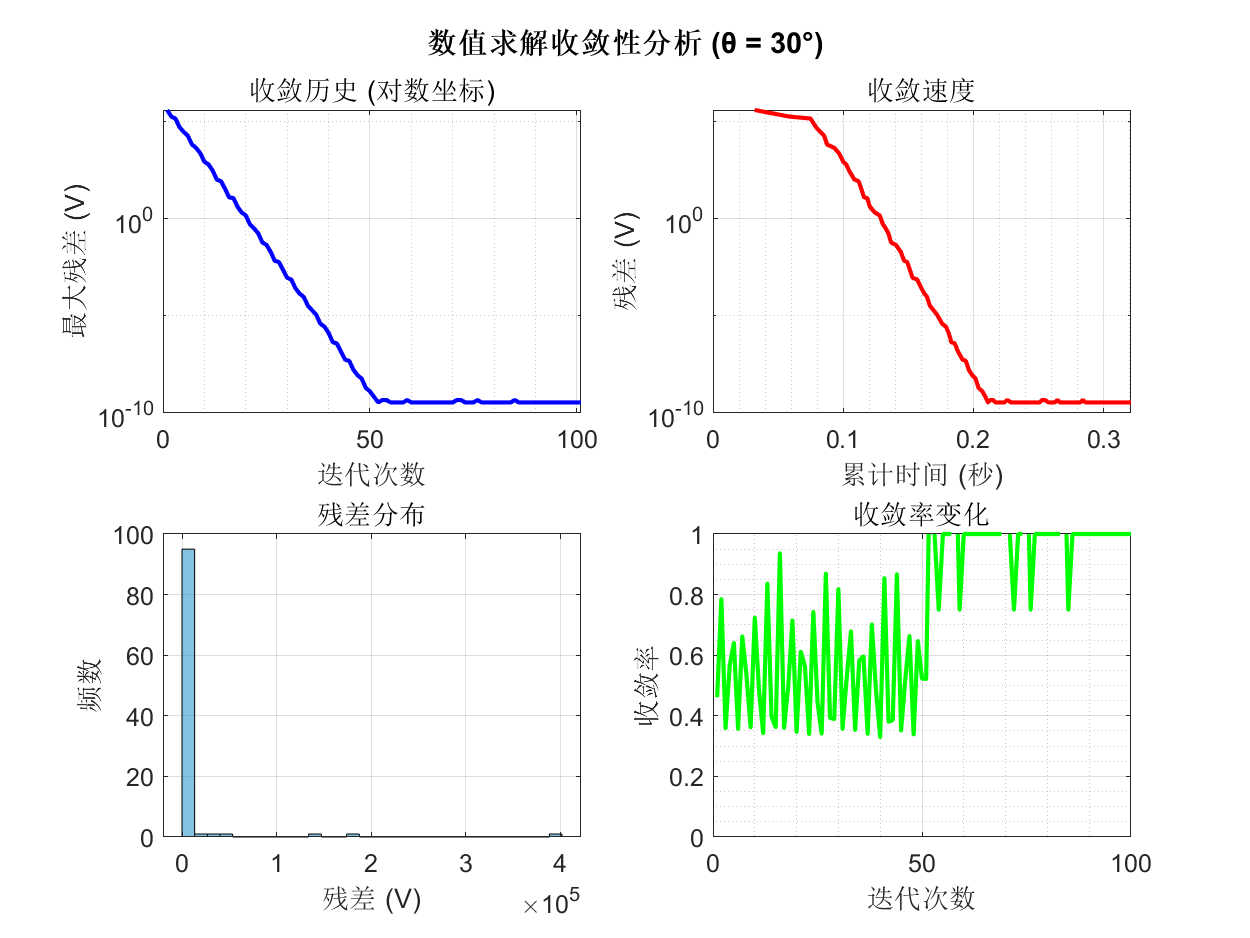 数值求解收敛性分析 (θ = 30°)
收敛历史 (对数坐标)
最大残差 (V)
10^0
10^-10
0 50 100
迭代次数
收敛速度
残差 (V)
10^0
10^-10
0 0.1 0.2 0.3
累计时间 (秒)
残差分布
频数
100
80
60
40
20
0
0 1 2 3 4
残差 (V)
×10^5
收敛率变化
收敛率
1
0.8
0.6
0.4
0.2
0
0 50 100
迭代次数